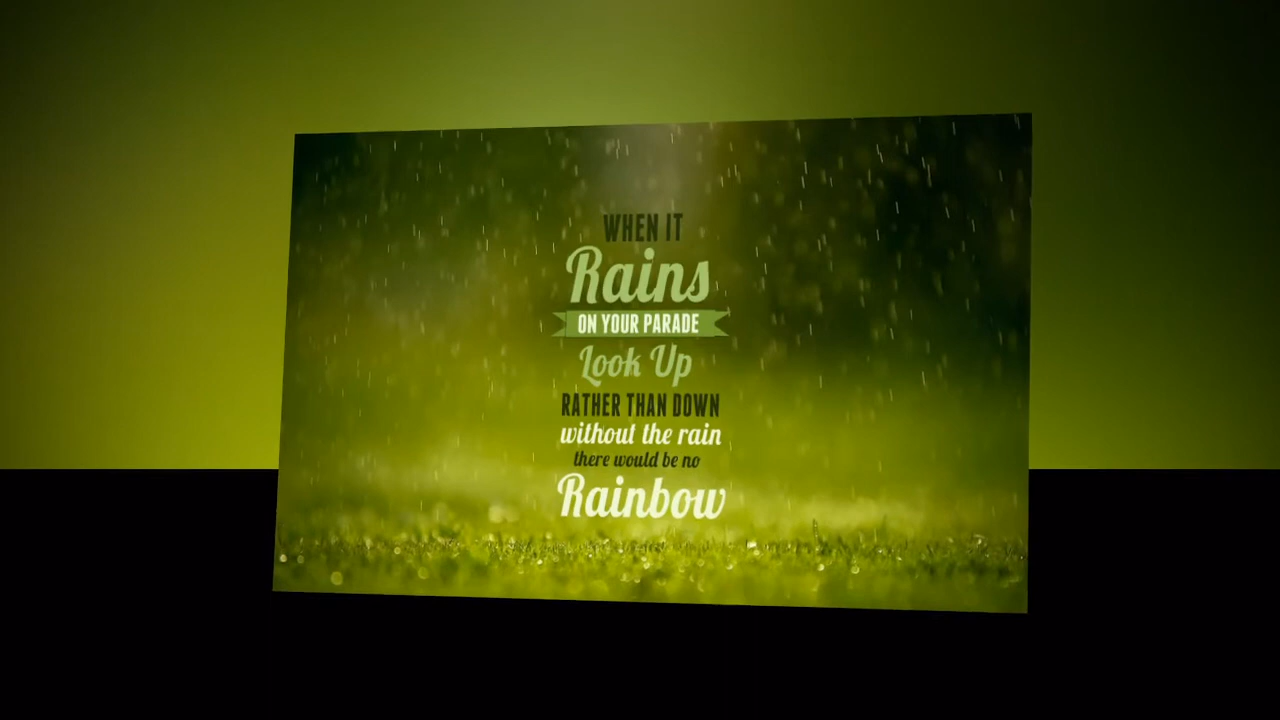 WHEN IT
Rains
ON YOUR PARADE
Look Up
RATHER THAN DOWN
without the rain
there would be no
Rainbow